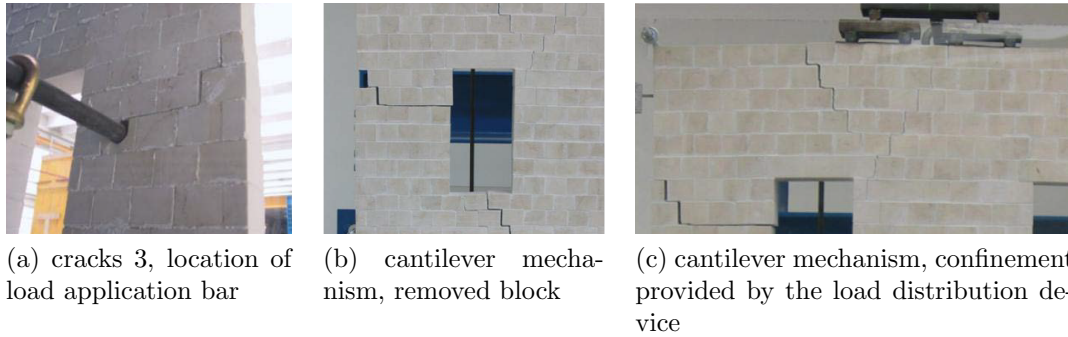 (a) cracks 3, location of
load application bar
(b) cantilever mecha-
nism, removed block
(c) cantilever mechanism, confinement
provided by the load distribution de-
vice